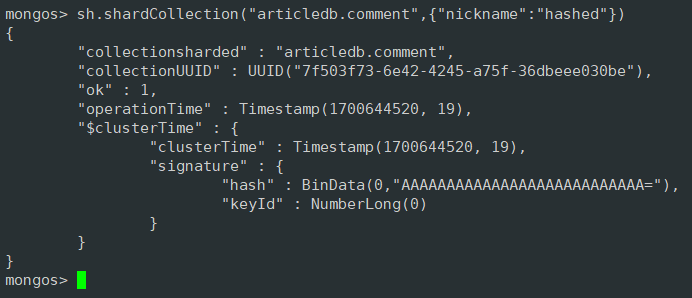 mongos> sh.shardCollection("articledb.comment",{"nickname":"hashed"})
{
        "collectionsharded" : "articledb.comment",
        "collectionUUID" : UUID("7f503f73-6e42-4245-a75f-36dbeee030be"),
        "ok" : 1,
        "operationTime" : Timestamp(1700644520, 19),
        "$clusterTime" : {
                "clusterTime" : Timestamp(1700644520, 19),
                "signature" : {
                        "hash" : BinData(0,"AAAAAAAAAAAAAAAAAAAAAAAAAAA="),
                        "keyId" : NumberLong(0)
                }
        }
}
mongos>